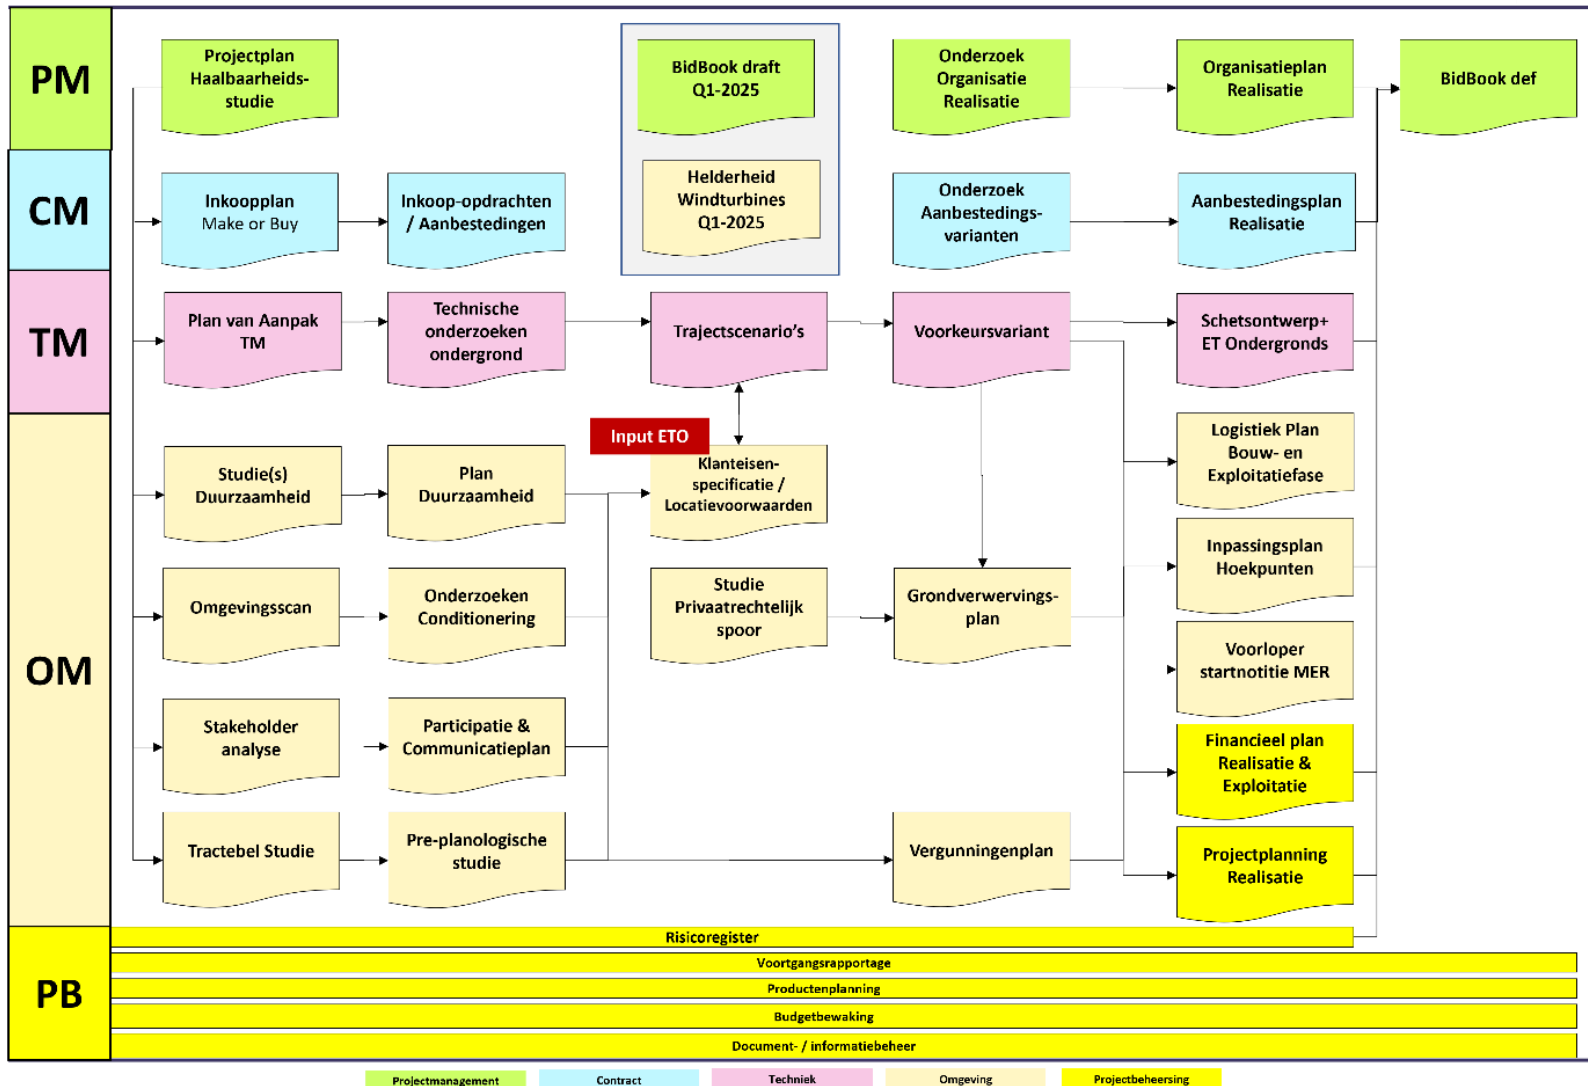 PM
Projectplan
Haalbaarheids-
studie
BidBook draft
Q1-2025
Onderzoek
Organisatie
Realisatie
Organisatieplan
Realisatie
BidBook def
CM
Inkoopplan
Make or Buy
Inkoop-opdrachten
/ Aanbestedingen
Helderheid
Windturbines
Q1-2025
Onderzoek
Aanbestedings-
varianten
Aanbestedingsplan
Realisatie
TM
Plan van Aanpak
TM
Technische
onderzoeken
ondergrond
Trajectscenario's
Voorkeursvariant
Schetsontwerp+
ET Ondergronds
OM
Input ETO
Studie(s)
Duurzaamheid
Plan
Duurzaamheid
Klanteisen-
specificatie /
Locatievoorwaarden
Logistiek Plan
Bouw- en
Exploitatiefase
Omgevingsscan
Onderzoeken
Conditionering
Studie
Privaatrechtelijk
spoor
Grondverwervings-
plan
Inpassingsplan
Hoekpunten
Voorloper
startnotitie MER
Stakeholder
analyse
Participatie &
Communicatieplan
Financieel plan
Realisatie &
Exploitatie
Tractebel Studie
Pre-planologische
studie
Vergunningenplan
Projectplanning
Realisatie
PB
Risicoregister
Voortgangsrapportage
Productenplanning
Budgetbewaking
Document- / informatiebeheer
Projectmanagement
Contract
Techniek
Omgeving
Projectbeheersing